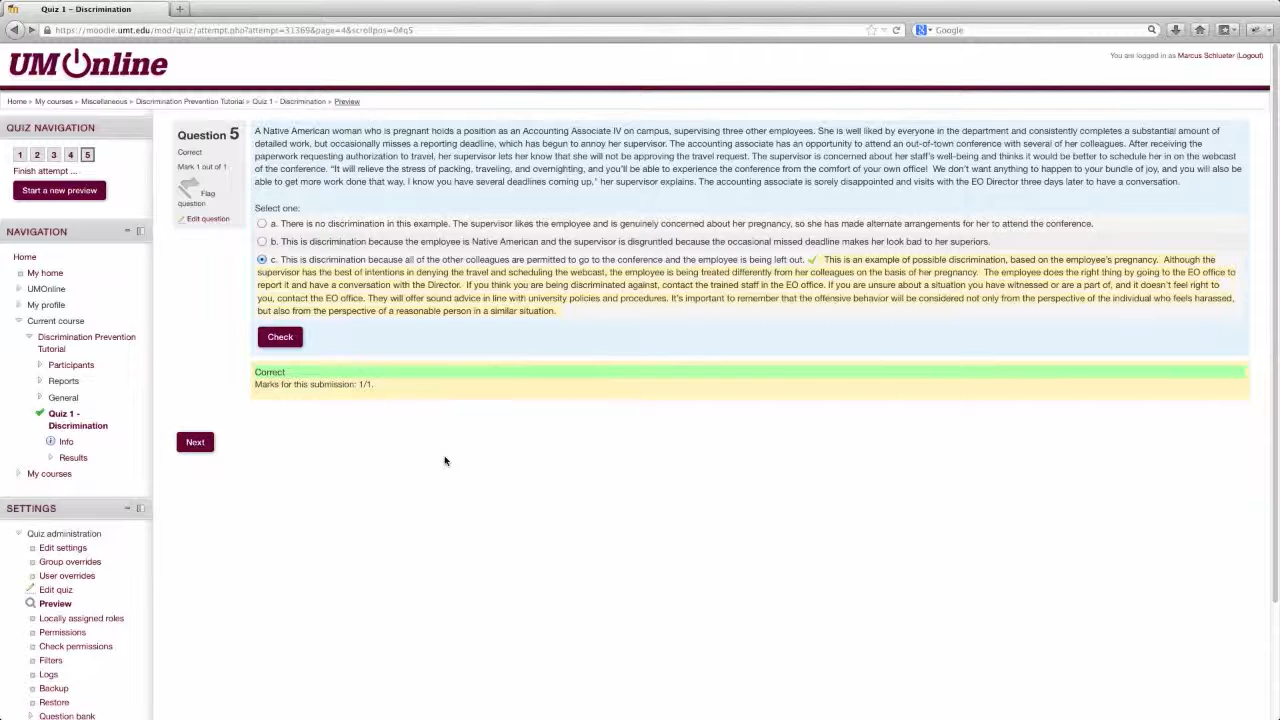 Quiz 1 – Discrimination
https://moodle.umt.edu/mod/quiz/attempt.php?attempt=31369&page=4&scrollpos=0#q5
Google
UMOnline
You are logged in as Marcus Schlueter (Logout)
Home ▸ My courses ▸ Miscellaneous ▸ Discrimination Prevention Tutorial ▸ Quiz 1 - Discrimination ▸ Preview
QUIZ NAVIGATION
1 2 3 4 5
Finish attempt ...
Start a new preview
NAVIGATION
Home
My home
UMOnline
My profile
Current course
Discrimination Prevention
Tutorial
Participants
Reports
General
Quiz 1 -
Discrimination
Info
Results
My courses
SETTINGS
Quiz administration
Edit settings
Group overrides
User overrides
Edit quiz
Preview
Locally assigned roles
Permissions
Check permissions
Filters
Logs
Backup
Restore
Question bank
Question 5
Correct
Mark 1 out of 1
Flag
question
Edit question
A Native American woman who is pregnant holds a position as an Accounting Associate IV on campus, supervising three other employees. She is well liked by everyone in the department and consistently completes a substantial amount of
detailed work, but occasionally misses a reporting deadline, which has begun to annoy her supervisor. The accounting associate has an opportunity to attend an out-of-town conference with several of her colleagues. After receiving the
paperwork requesting authorization to travel, her supervisor lets her know that she will not be approving the travel request. The supervisor is concerned about her staff's well-being and thinks it would be better to schedule her in on the webcast
of the conference. "It will relieve the stress of packing, traveling, and overnighting, and you'll be able to experience the conference from the comfort of your own office! We don't want anything to happen to your bundle of joy, and you will also be
able to get more work done that way. I know you have several deadlines coming up," her supervisor explains. The accounting associate is sorely disappointed and visits with the EO Director three days later to have a conversation.
Select one:
a. There is no discrimination in this example. The supervisor likes the employee and is genuinely concerned about her pregnancy, so she has made alternate arrangements for her to attend the conference.
b. This is discrimination because the employee is Native American and the supervisor is disgruntled because the occasional missed deadline makes her look bad to her superiors.
c. This is discrimination because all of the other colleagues are permitted to go to the conference and the employee is being left out. ✓ This is an example of possible discrimination, based on the employee's pregnancy. Although the
supervisor has the best of intentions in denying the travel and scheduling the webcast, the employee is being treated differently from her colleagues on the basis of her pregnancy. The employee does the right thing by going to the EO office to
report it and have a conversation with the Director. If you think you are being discriminated against, contact the trained staff in the EO office. If you are unsure about a situation you have witnessed or are a part of, and it doesn't feel right to
you, contact the EO office. They will offer sound advice in line with university policies and procedures. It's important to remember that the offensive behavior will be considered not only from the perspective of the individual who feels harassed,
but also from the perspective of a reasonable person in a similar situation.
Check
Correct
Marks for this submission: 1/1.
Next